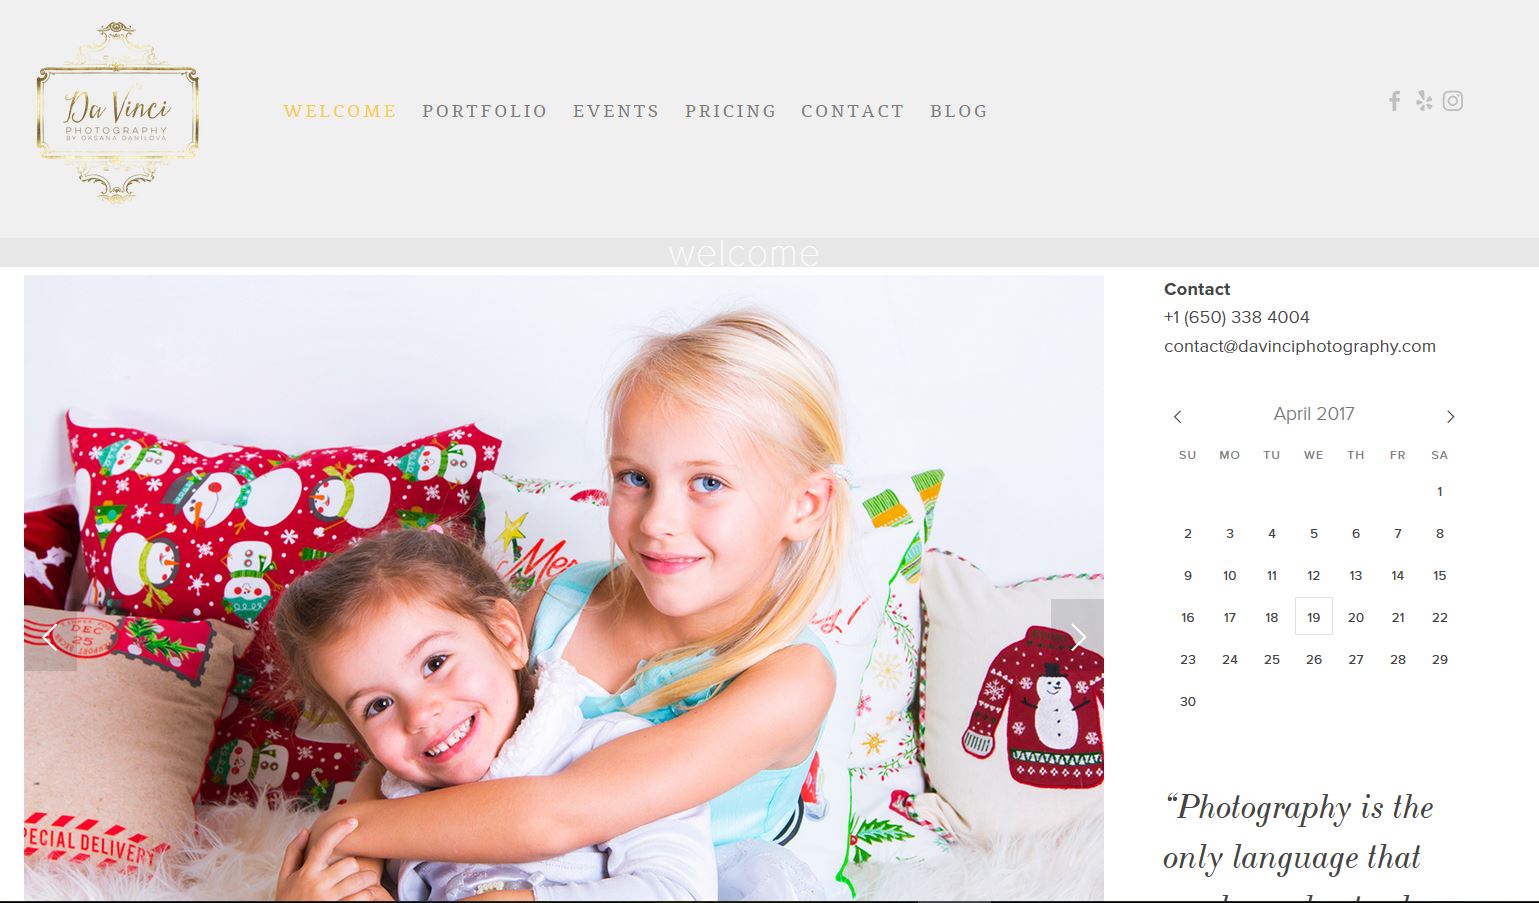 Da Vinci
PHOTOGRAPHY
BY OKSANA DANILOVA
WELCOME PORTFOLIO EVENTS PRICING CONTACT BLOG
welcome
Contact
+1 (650) 338 4004
contact@davinciphotography.com
April 2017
SU MO TU WE TH FR SA
1
2 3 4 5 6 7 8
9 10 11 12 13 14 15
16 17 18 19 20 21 22
23 24 25 26 27 28 29
30
“Photography is the
only language that
Merr
DEC
25
PECIAL DELIVERY